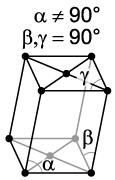 α ≠ 90°
β,γ = 90°
γ
β
α